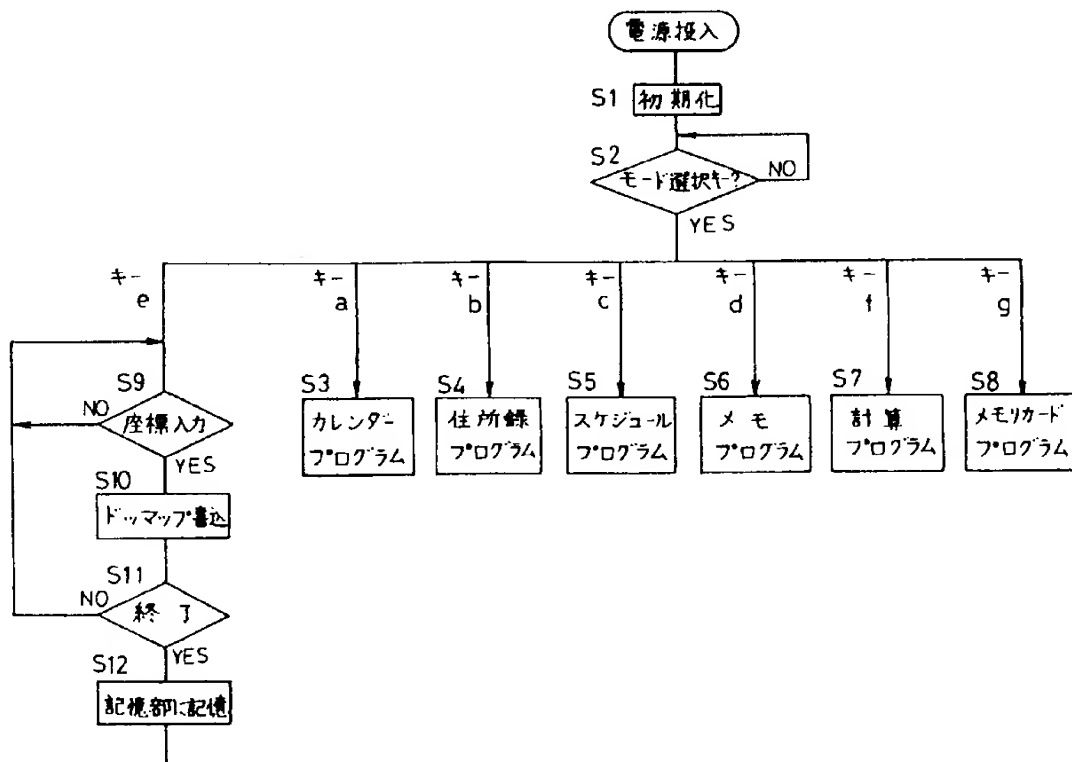 電源投入
S1 初期化
S2
モード選択キー?
NO
YES
キー
e
キー
a
キー
b
キー
c
キー
d
キー
f
キー
g
S3
カレンダー
プログラム
S4
住所録
プログラム
S5
スケジュール
プログラム
S6
メモ
プログラム
S7
計算
プログラム
S8
メモリカード
プログラム
S9
NO
座標入力
YES
S10
ドッマップ書込
S11
NO
終了
YES
S12
記憶部に記憶